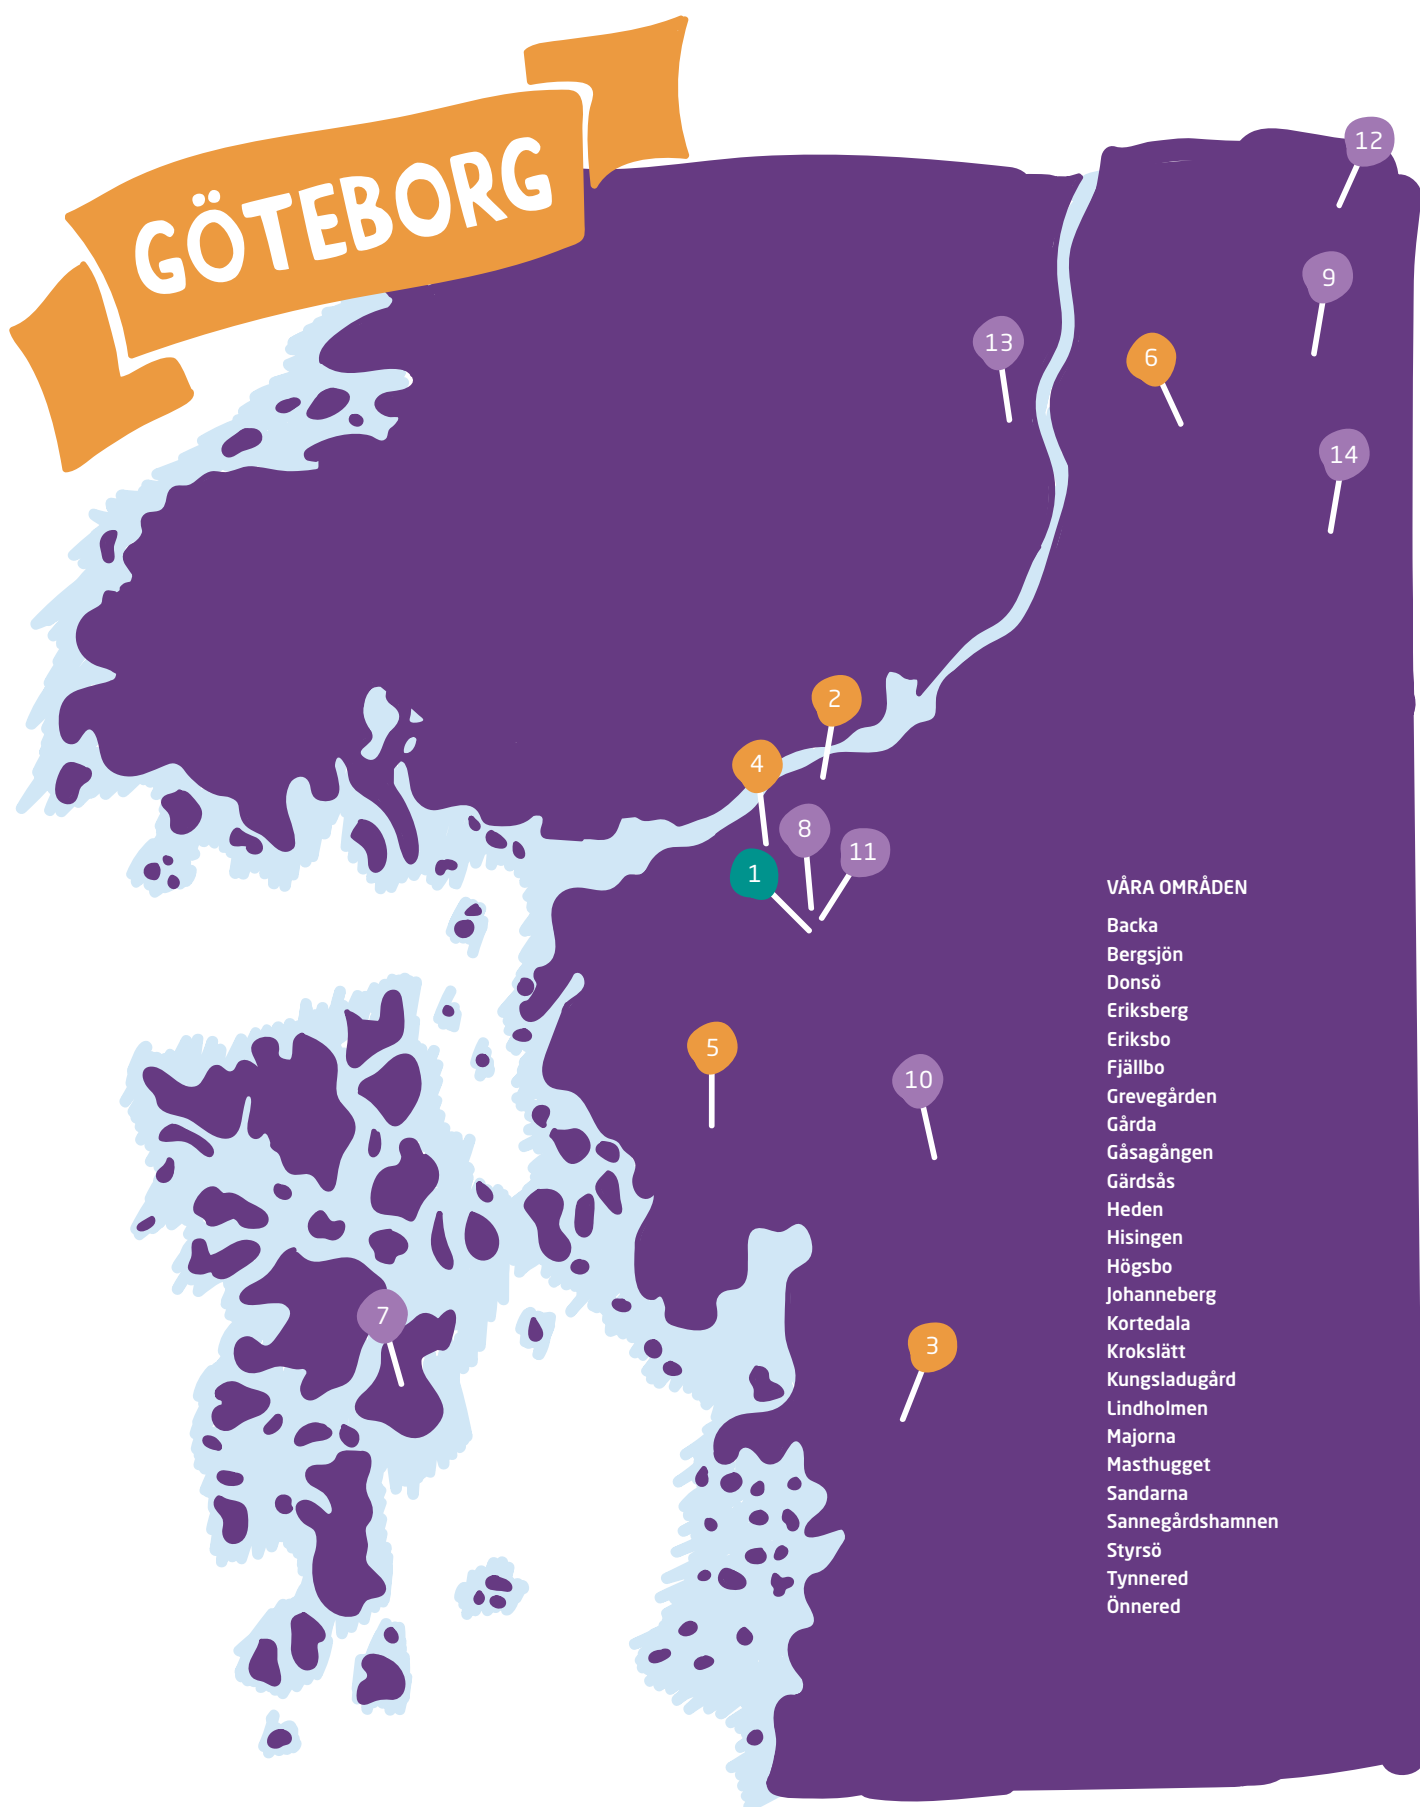 GÖTEBORG
12
9
13
6
14
2
4
8
11
1
5
10
7
3
VÅRA OMRÅDEN
Backa
Bergsjön
Donsö
Eriksberg
Eriksbo
Fjällbo
Grevegården
Gårda
Gåsagången
Gärdsås
Heden
Hisingen
Högsbo
Johanneberg
Kortedala
Krokslätt
Kungsladugård
Lindholmen
Majorna
Masthugget
Sandarna
Sannegårdshamnen
Styrsö
Tynnered
Önnered